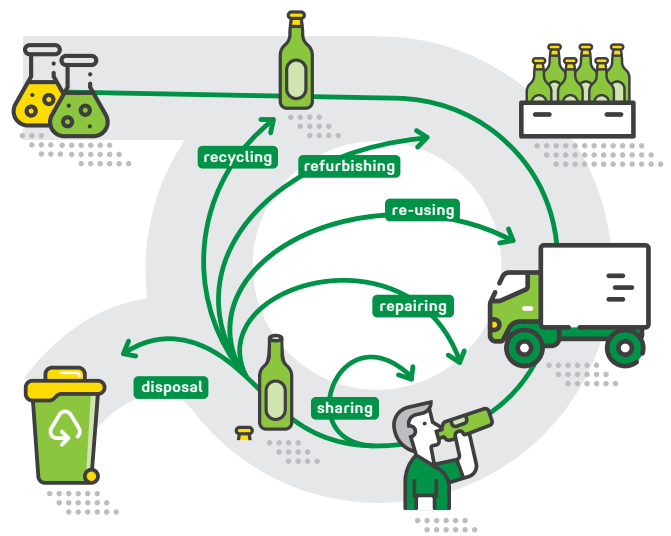 recycling
refurbishing
re-using
repairing
disposal
sharing